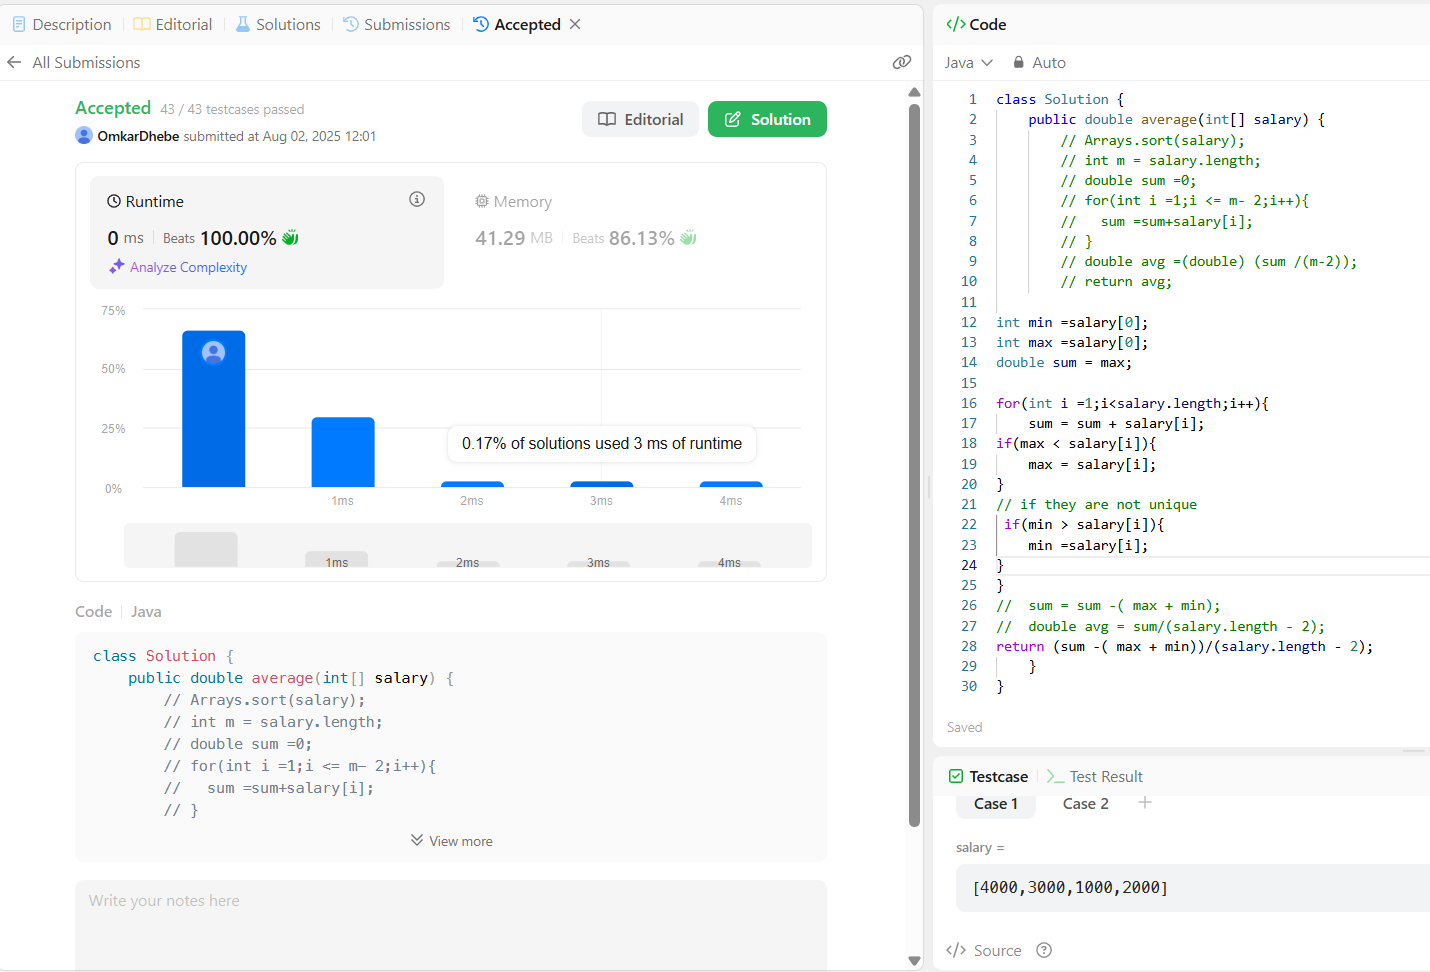 Description
Editorial
Solutions
Submissions
Accepted
All Submissions
Accepted 43 / 43 testcases passed
OmkarDhebe submitted at Aug 02, 2025 12:01
Editorial
Solution
Runtime
0 ms Beats 100.00%
Analyze Complexity
Memory
41.29 MB Beats 86.13%
75%
50%
25%
0%
0.17% of solutions used 3 ms of runtime
1ms 2ms 3ms 4ms
1ms 2ms 3ms 4ms
Code Java
class Solution {
public double average(int[] salary) {
// Arrays.sort(salary);
// int m = salary.length;
// double sum =0;
// for(int i =1;i <= m- 2;i++){
//   sum =sum+salary[i];
// }
View more
Write your notes here
Code
Java Auto
1 class Solution {
2 public double average(int[] salary) {
3 // Arrays.sort(salary);
4 // int m = salary.length;
5 // double sum =0;
6 // for(int i =1;i <= m- 2;i++){
7 //   sum =sum+salary[i];
8 // }
9 // double avg =(double) (sum /(m-2));
10 // return avg;
11
12 int min =salary[0];
13 int max =salary[0];
14 double sum = max;
15
16 for(int i =1;i<salary.length;i++){
17 sum = sum + salary[i];
18 if(max < salary[i]){
19 max = salary[i];
20 }
21 // if they are not unique
22 if(min > salary[i]){
23 min =salary[i];
24 }
25 }
26 //  sum = sum -( max + min);
27 //  double avg = sum/(salary.length - 2);
28 return (sum -( max + min))/(salary.length - 2);
29 }
30 }
Saved
Testcase
Test Result
Case 1 Case 2 +
salary =
[4000,3000,1000,2000]
Source